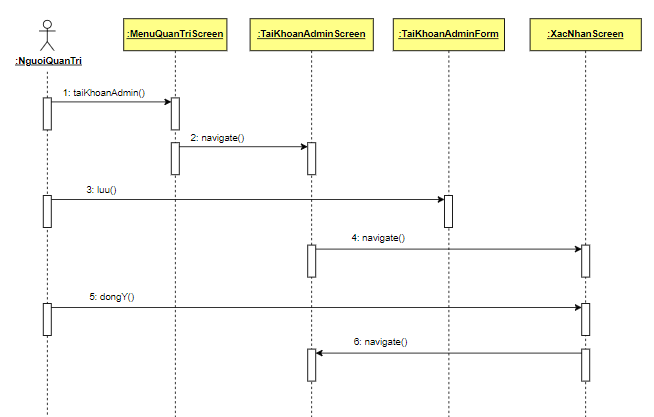 :NguoiQuanTri
:MenuQuanTriScreen
:TaiKhoanAdminScreen
:TaiKhoanAdminForm
:XacNhanScreen
1: taiKhoanAdmin()
2: navigate()
3: luu()
4: navigate()
5: dongY()
6: navigate()